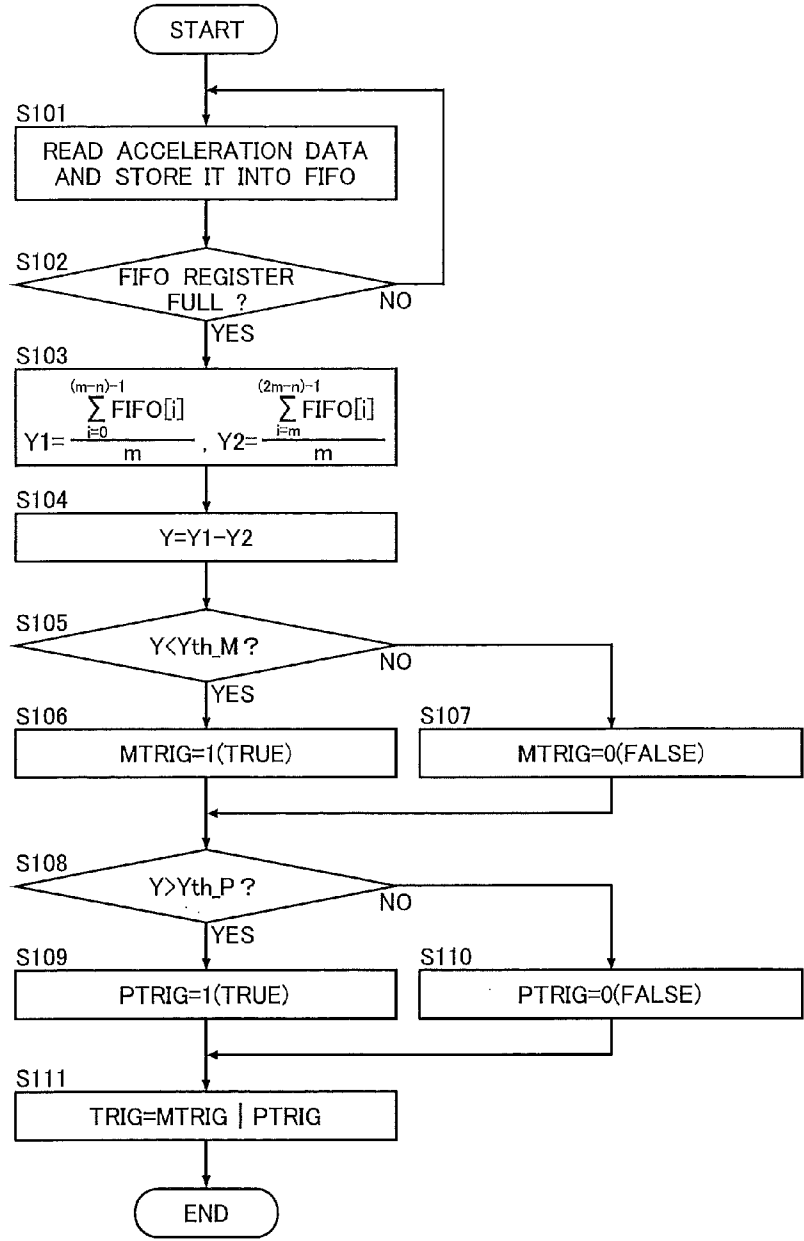 START
S101
READ ACCELERATION DATA
AND STORE IT INTO FIFO
S102
FIFO REGISTER
FULL ?
NO
YES
S103
Y1= (m-n)-1 ∑ i=0 FIFO[i] / m , Y2= (2m-n)-1 ∑ i=m FIFO[i] / m
S104
Y=Y1-Y2
S105
Y<Yth_M ?
NO
YES
S106
MTRIG=1(TRUE)
S107
MTRIG=0(FALSE)
S108
Y>Yth_P ?
NO
YES
S109
PTRIG=1(TRUE)
S110
PTRIG=0(FALSE)
S111
TRIG=MTRIG | PTRIG
END